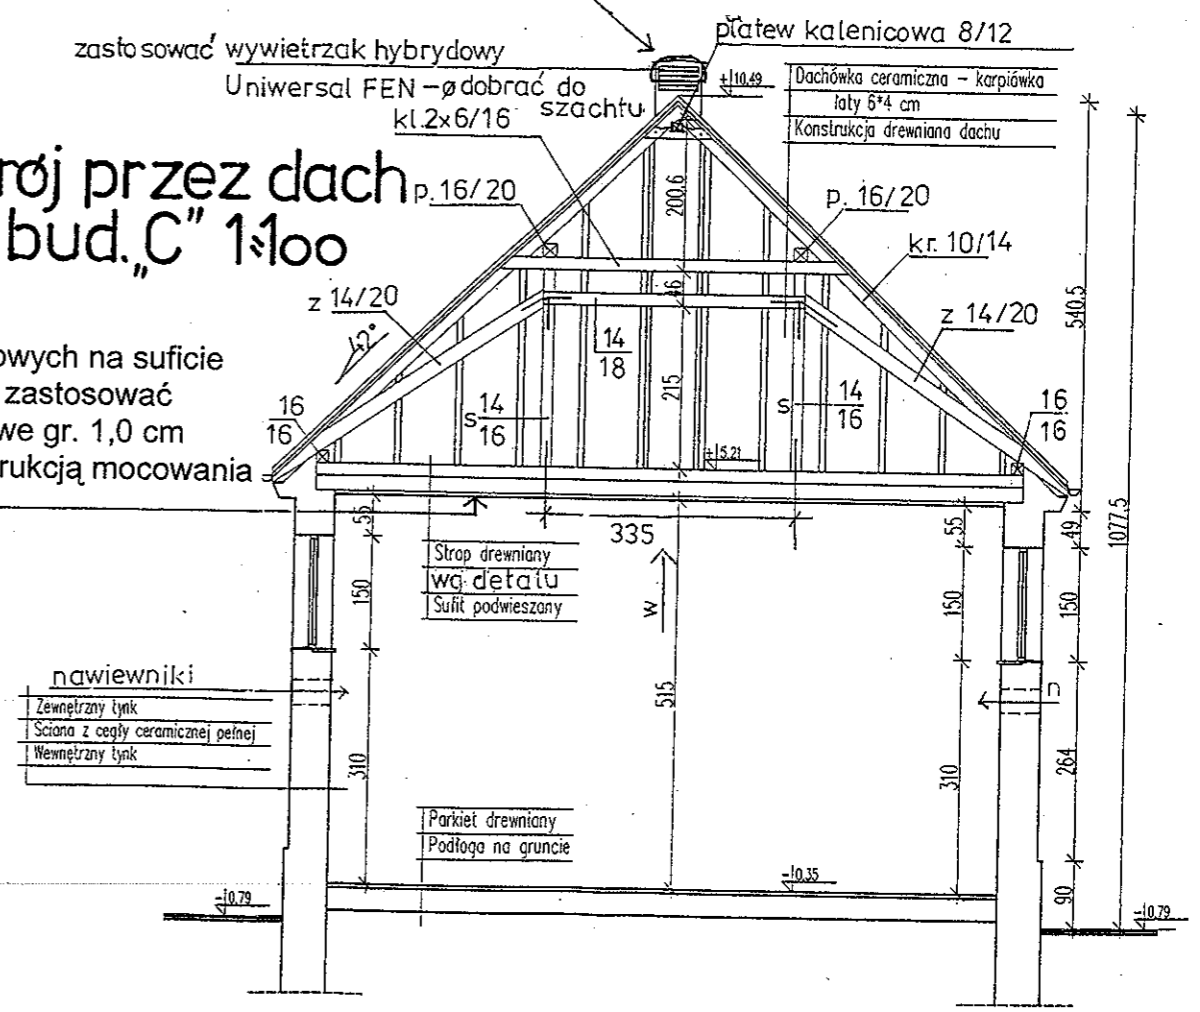 zastosować wywietrzak hybrydowy
Uniwersal FEN - ø dobrać do
szachtu
płatew kalenicowa 8/12
+10,49
Dachówka ceramiczna - karpiówka
łaty 6*4 cm
Konstrukcja drewniana dachu
kl. 2x6/16
rój przez dach
bud. „C" 1:100
p. 16/20
p. 16/20
kr. 10/14
200,6
z 14/20
z 14/20
46
540,5
42°
owych na suficie
zastosować
we gr. 1,0 cm
rukcją mocowania
14
18
215
16
16
s 14
16
s 14
16
16
16
+5,21
55
335
55
49
1077,5
Strop drewniany
wg detalu
Sufit podwieszany
w
150
150
150
nawiewniki
n
Zewnętrzny tynk
Ściana z cegły ceramicznej pełnej
Wewnętrzny tynk
515
310
310
264
Parkiet drewniany
Podłoga na gruncie
-0,35
-0,79
90
-0,79